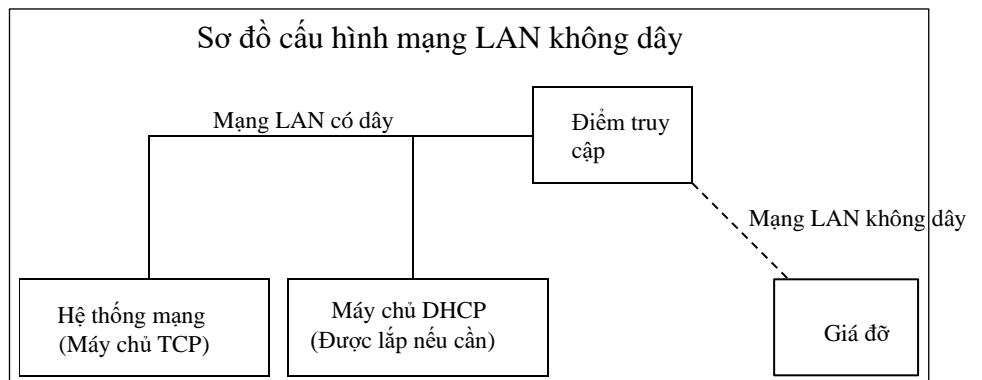 Sơ đồ cấu hình mạng LAN không dây
Mạng LAN có dây
Điểm truy
cập
Mạng LAN không dây
Hệ thống mạng
(Máy chủ TCP)
Máy chủ DHCP
(Được lắp nếu cần)
Giá đỡ